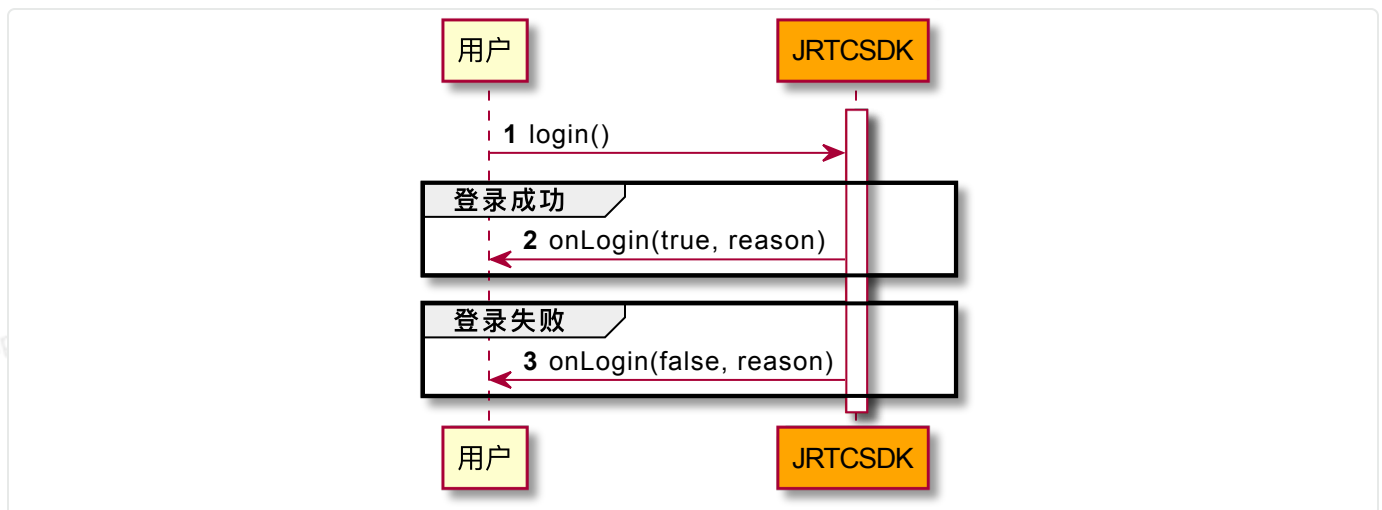 用户 JRTCSDK
1 login()
登录成功
2 onLogin(true, reason)
登录失败
3 onLogin(false, reason)
用户 JRTCSDK